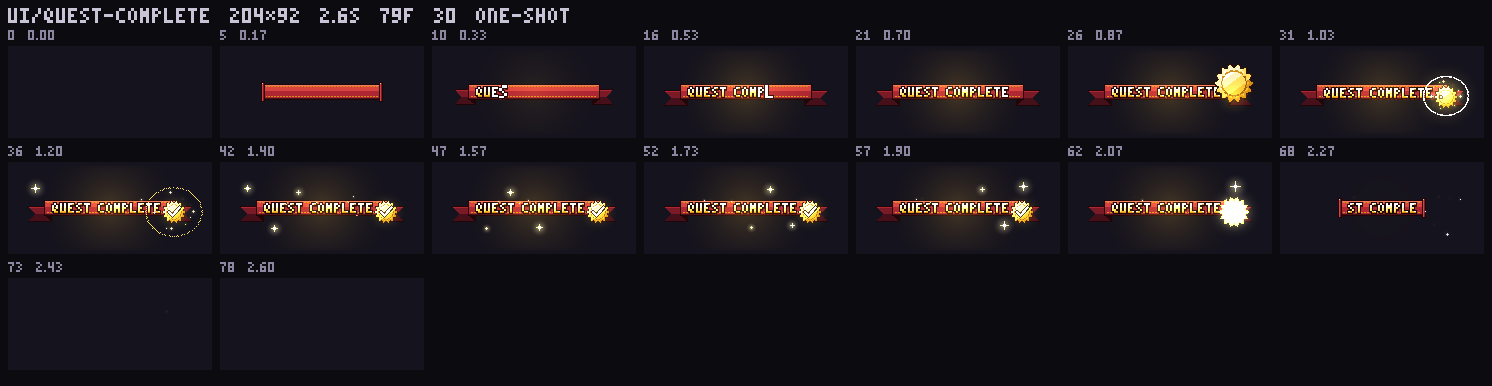 UI/QUEST-COMPLETE 204×92 2.6S 79F 30 ONE-SHOT
0 0.00 5 0.17 10 0.33 16 0.53 21 0.70 26 0.87 31 1.03
QUES QUEST COMPL QUEST COMPLETE QUEST COMPLETE QUEST COMPLETE
36 1.20 42 1.40 47 1.57 52 1.73 57 1.90 62 2.07 68 2.27
QUEST COMPLETE QUEST COMPLETE QUEST COMPLETE QUEST COMPLETE QUEST COMPLETE QUEST COMPLETE ST COMPLE
73 2.43 78 2.60